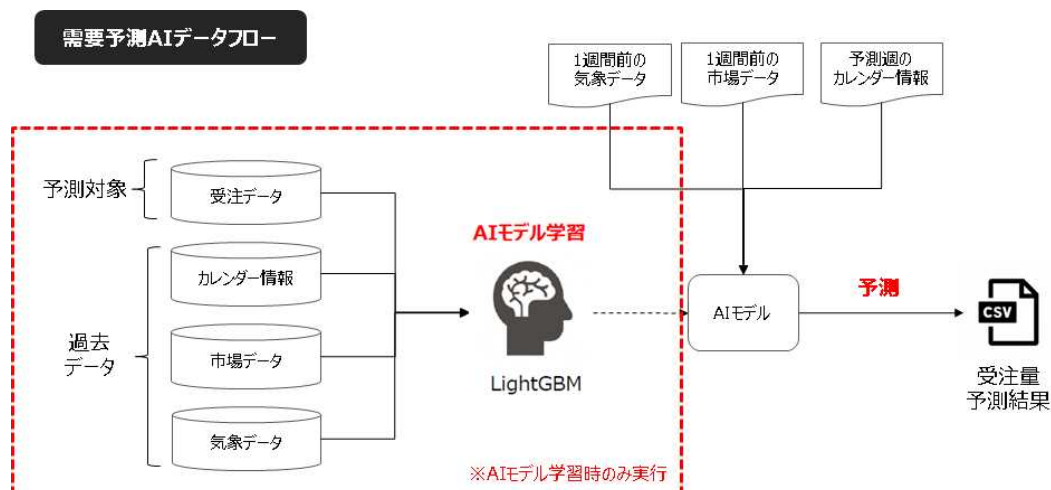 需要予測AIデータフロー
1週間前の
気象データ
1週間前の
市場データ
予測週の
カレンダー情報
予測対象
受注データ
カレンダー情報
過去
データ
市場データ
気象データ
AIモデル学習
LightGBM
※AIモデル学習時のみ実行
AIモデル
予測
CSV
受注量
予測結果